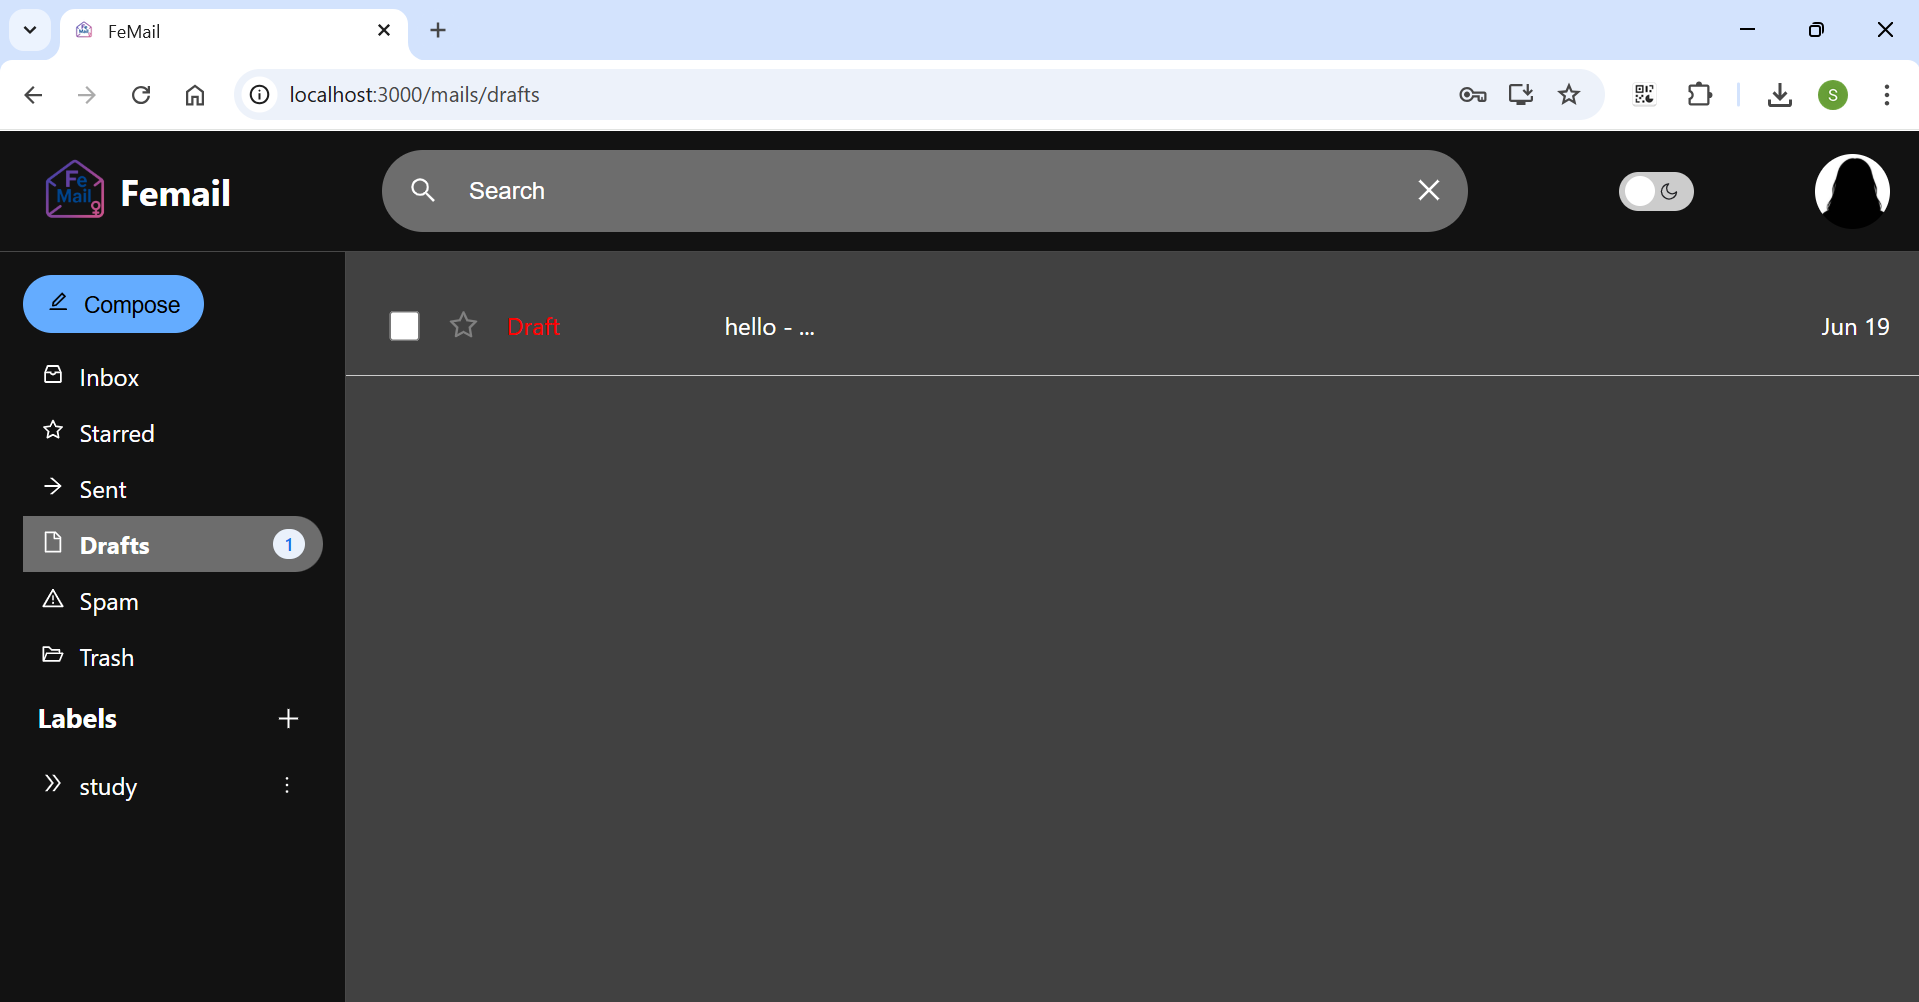 FeMail
localhost:3000/mails/drafts
S
Fe
Mail
Femail
Search
Compose
Draft hello - ... Jun 19
Inbox
Starred
Sent
Drafts 1
Spam
Trash
Labels
study